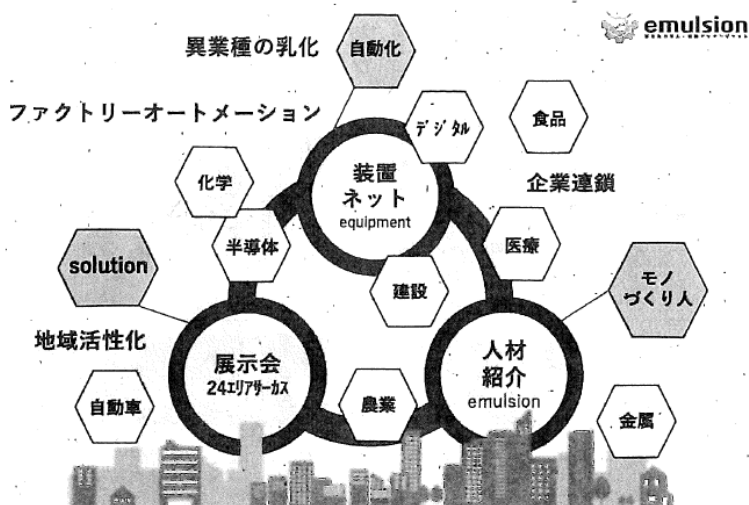 emulsion
異業種の乳化
自動化
ファクトリーオートメーション
デジタル
食品
装置
ネット
equipment
化学
企業連鎖
半導体
医療
solution
建設
モノ
づくり人
地域活性化
展示会
24エリアサーカス
人材
紹介
emulsion
自動車
農業
金属